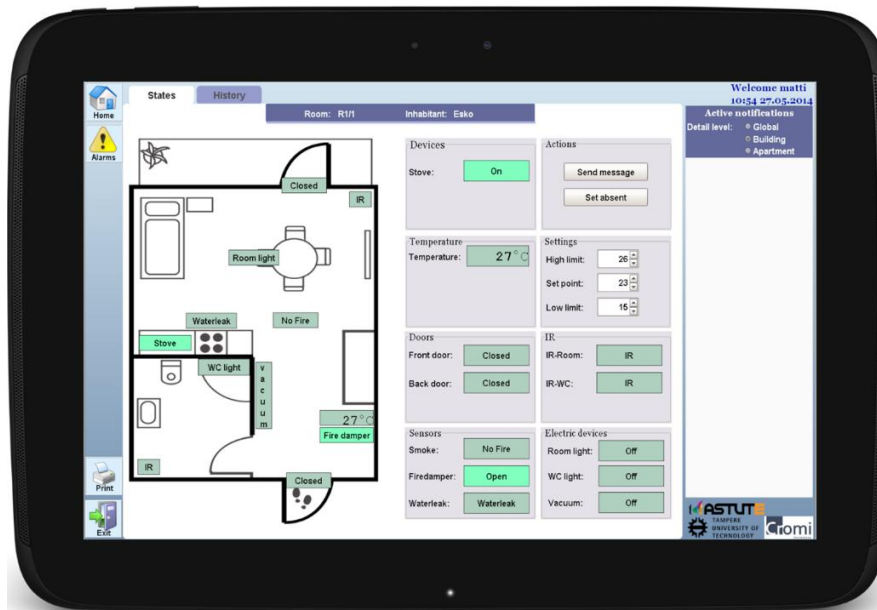 Welcome matti
10:54 27.05.2014
Home
States
History
Room: R1/1
Inhabitant: Esko
Active notifications
Detail level:
Global
Building
Apartment
Alarms
Closed
IR
Room light
Waterleak
No Fire
Stove
WC light
vacuum
27°C
Fire damper
IR
Closed
Devices
Stove:
On
Actions
Send message
Set absent
Temperature
Temperature:
27°C
Settings
High limit:
26
Set point:
23
Low limit:
15
Doors
Front door:
Closed
Back door:
Closed
IR
IR-Room:
IR
IR-WC:
IR
Sensors
Smoke:
No Fire
Firedamper:
Open
Waterleak:
Waterleak
Electric devices
Room light:
Off
WC light:
Off
Vacuum:
Off
Print
Exit
ASTUTE
TAMPERE
UNIVERSITY OF
TECHNOLOGY
Cromi